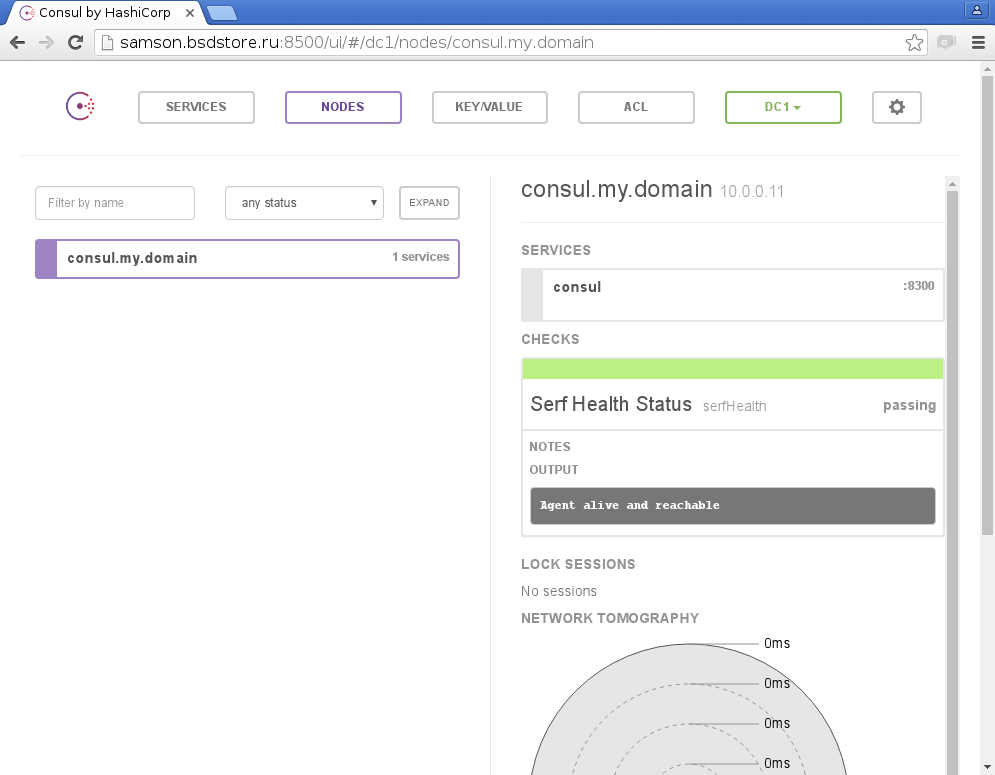 Consul by HashiCorp
samson.bsdstore.ru:8500/ui/#/dc1/nodes/consul.my.domain
SERVICES
NODES
KEY/VALUE
ACL
DC1
any status
EXPAND
Filter by name
consul.my.domain
1 services
consul.my.domain 10.0.0.11
SERVICES
consul
:8300
CHECKS
Serf Health Status serfHealth
passing
NOTES
OUTPUT
Agent alive and reachable
LOCK SESSIONS
No sessions
NETWORK TOMOGRAPHY
0ms
0ms
0ms
0ms